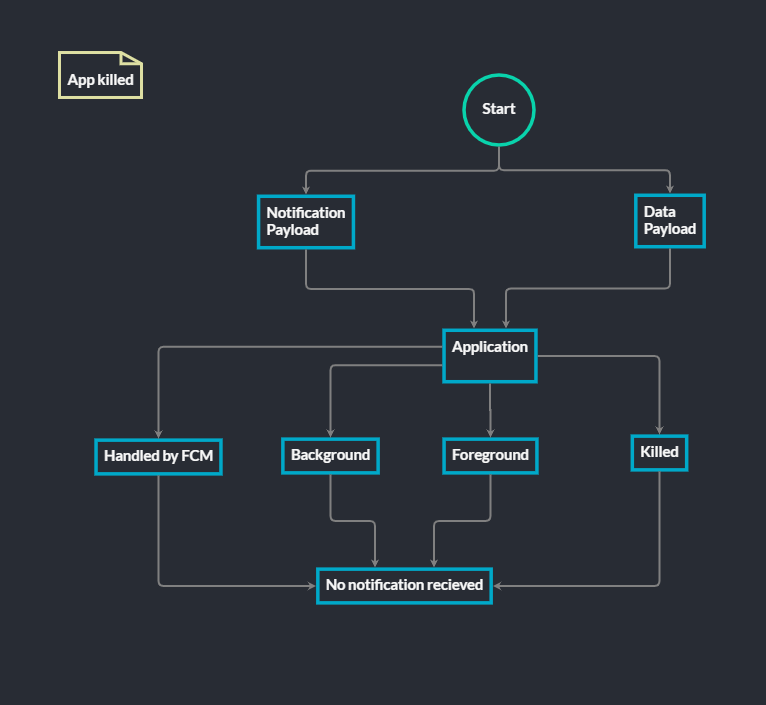 App killed
Start
Notification
Payload
Data
Payload
Application
Handled by FCM
Background
Foreground
Killed
No notification recieved